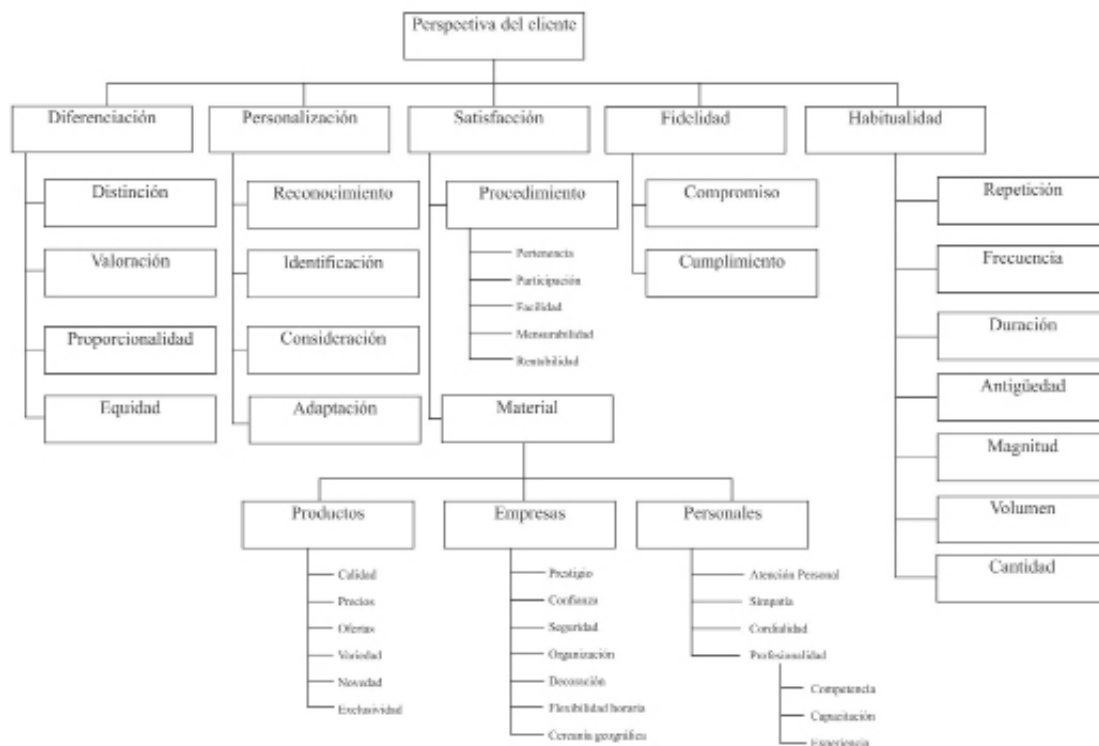 Perspectiva del cliente
Diferenciación
Personalización
Satisfacción
Fidelidad
Habitualidad
Distinción
Valoración
Proporcionalidad
Equidad
Reconocimiento
Identificación
Consideración
Adaptación
Procedimiento
Pertenencia
Participación
Facilidad
Mensurabilidad
Rentabilidad
Material
Productos
Calidad
Precios
Ofertas
Variedad
Novedad
Exclusividad
Empresas
Prestigio
Confianza
Seguridad
Organización
Decoración
Flexibilidad horaria
Cercanía geográfica
Personales
Atención Personal
Simpatía
Cordialidad
Profesionalidad
Competencia
Capacitación
Experiencia
Compromiso
Cumplimiento
Repetición
Frecuencia
Duración
Antigüedad
Magnitud
Volumen
Cantidad